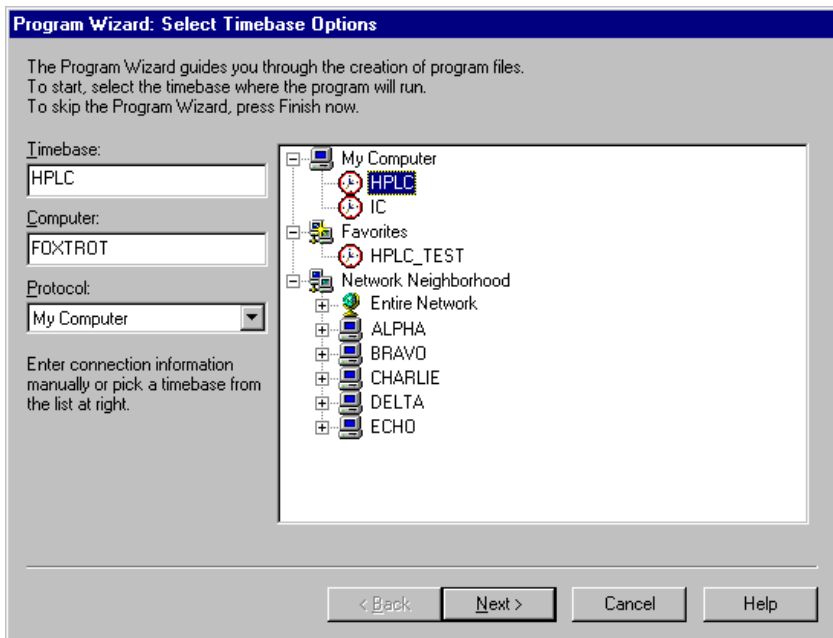 Program Wizard: Select Timebase Options
The Program Wizard guides you through the creation of program files.
To start, select the timebase where the program will run.
To skip the Program Wizard, press Finish now.
Timebase:
HPLC
Computer:
FOXTROT
Protocol:
My Computer
Enter connection information
manually or pick a timebase from
the list at right.
My Computer
HPLC
IC
Favorites
HPLC_TEST
Network Neighborhood
Entire Network
ALPHA
BRAVO
CHARLIE
DELTA
ECHO
< Back
Next >
Cancel
Help